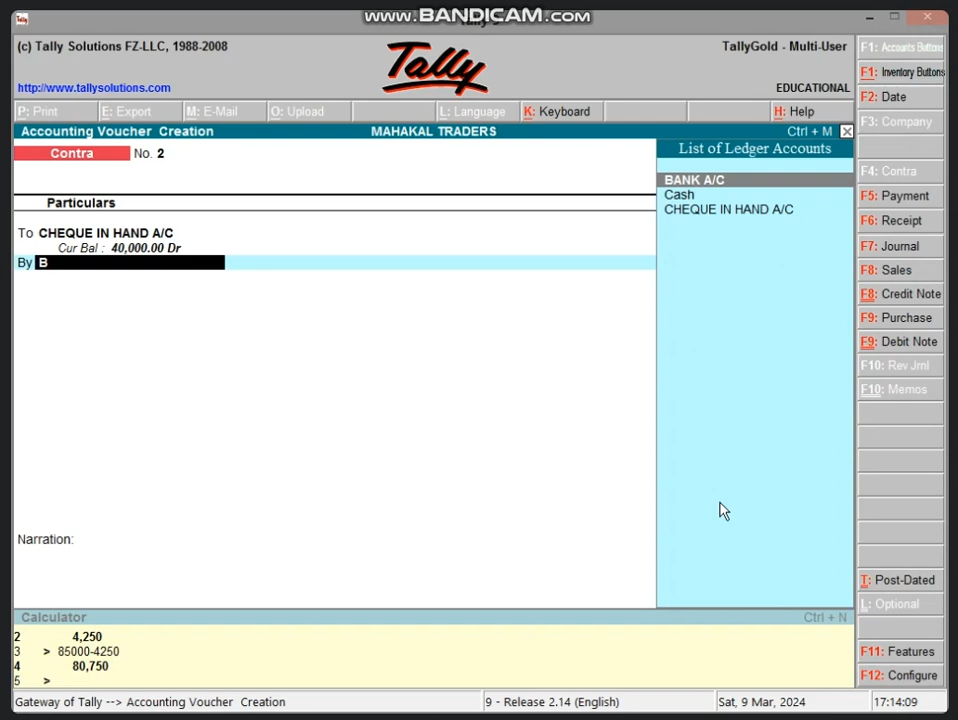 www.BANDICAM.com
(c) Tally Solutions FZ-LLC, 1988-2008
Tally
TallyGold - Multi-User
http://www.tallysolutions.com
EDUCATIONAL
P: Print
E: Export
M: E-Mail
O: Upload
L: Language
K: Keyboard
H: Help
Accounting Voucher Creation
MAHAKAL TRADERS
Ctrl + M
Contra
No. 2
Particulars
To CHEQUE IN HAND A/C
Cur Bal : 40,000.00 Dr
By B
List of Ledger Accounts
BANK A/C
Cash
CHEQUE IN HAND A/C
Narration:
F1: Accounts Buttons
F1: Inventory Buttons
F2: Date
F3: Company
F4: Contra
F5: Payment
F6: Receipt
F7: Journal
F8: Sales
F8: Credit Note
F9: Purchase
F9: Debit Note
F10: Rev Jrnl
F10: Memos
T: Post-Dated
L: Optional
F11: Features
F12: Configure
Calculator
Ctrl + N
2 4,250
3 > 85000-4250
4 80,750
5 >
Gateway of Tally --> Accounting Voucher Creation
9 - Release 2.14 (English)
Sat, 9 Mar, 2024
17:14:09